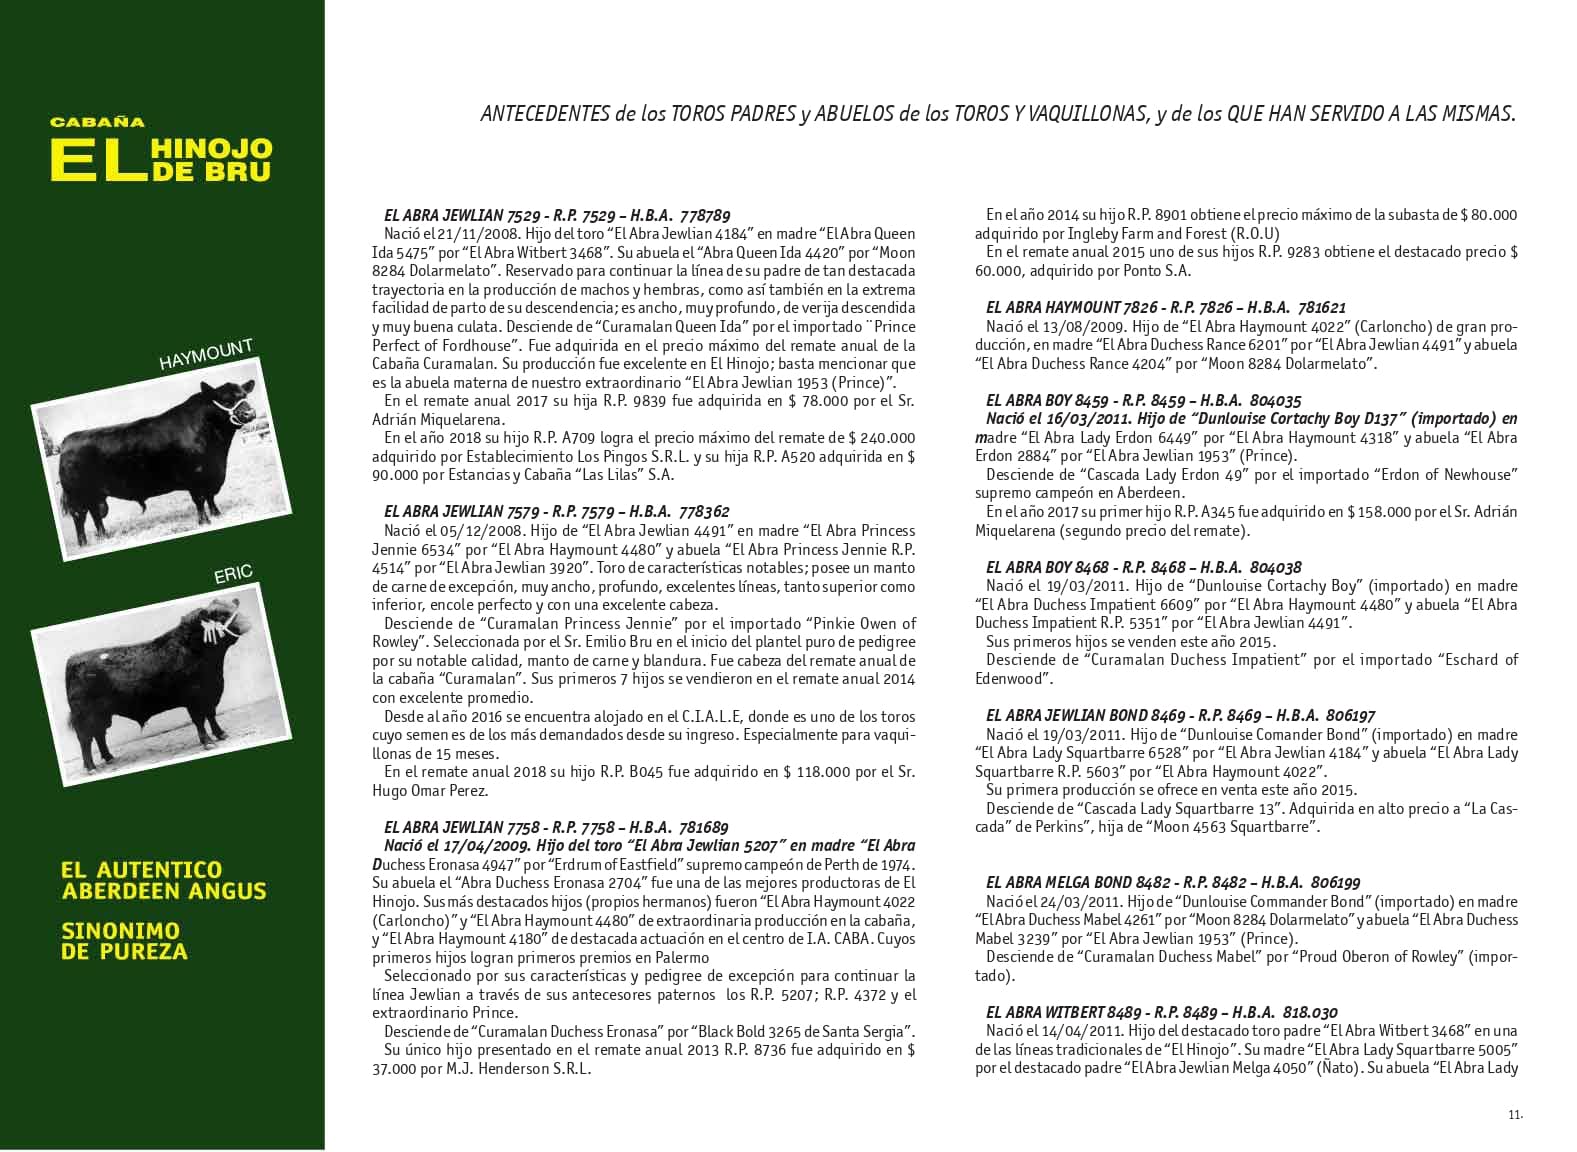 CABAÑA
EL HINOJO
DE BRU
HAYMOUNT
ERIC
EL AUTENTICO
ABERDEEN ANGUS
SINONIMO
DE PUREZA
ANTECEDENTES de los TOROS PADRES y ABUELOS de los TOROS Y VAQUILLONAS, y de los QUE HAN SERVIDO A LAS MISMAS.
EL ABRA JEWLIAN 7529 - R.P. 7529 – H.B.A. 778789
Nació el 21/11/2008. Hijo del toro “El Abra Jewlian 4184” en madre “El Abra Queen
Ida 5475” por “El Abra Witbert 3468”. Su abuela el “Abra Queen Ida 4420” por “Moon
8284 Dolarmelato”. Reservado para continuar la línea de su padre de tan destacada
trayectoria en la producción de machos y hembras, como así también en la extrema
facilidad de parto de su descendencia; es ancho, muy profundo, de verija descendida
y muy buena culata. Desciende de “Curamalan Queen Ida” por el importado ¨Prince
Perfect of Fordhouse”. Fue adquirida en el precio máximo del remate anual de la
Cabaña Curamalan. Su producción fue excelente en El Hinojo; basta mencionar que
es la abuela materna de nuestro extraordinario “El Abra Jewlian 1953 (Prince)”.
En el remate anual 2017 su hija R.P. 9839 fue adquirida en $ 78.000 por el Sr.
Adrián Miquelarena.
En el año 2018 su hijo R.P. A709 logra el precio máximo del remate de $ 240.000
adquirido por Establecimiento Los Pingos S.R.L. y su hija R.P. A520 adquirida en $
90.000 por Estancias y Cabaña “Las Lilas” S.A.
EL ABRA JEWLIAN 7579 - R.P. 7579 – H.B.A. 778362
Nació el 05/12/2008. Hijo de “El Abra Jewlian 4491” en madre “El Abra Princess
Jennie 6534” por “El Abra Haymount 4480” y abuela “El Abra Princess Jennie R.P.
4514” por “El Abra Jewlian 3920”. Toro de características notables; posee un manto
de carne de excepción, muy ancho, profundo, excelentes líneas, tanto superior como
inferior, encole perfecto y con una excelente cabeza.
Desciende de “Curamalan Princess Jennie” por el importado “Pinkie Owen of
Rowley”. Seleccionada por el Sr. Emilio Bru en el inicio del plantel puro de pedigree
por su notable calidad, manto de carne y blandura. Fue cabeza del remate anual de
la cabaña “Curamalan”. Sus primeros 7 hijos se vendieron en el remate anual 2014
con excelente promedio.
Desde al año 2016 se encuentra alojado en el C.I.A.L.E, donde es uno de los toros
cuyo semen es de los más demandados desde su ingreso. Especialmente para vaqui-
llonas de 15 meses.
En el remate anual 2018 su hijo R.P. B045 fue adquirido en $ 118.000 por el Sr.
Hugo Omar Perez.
EL ABRA JEWLIAN 7758 - R.P. 7758 – H.B.A. 781689
Nació el 17/04/2009. Hijo del toro “El Abra Jewlian 5207” en madre “El Abra
Duchess Eronasa 4947” por “Erdrum of Eastfield” supremo campeón de Perth de 1974.
Su abuela el “Abra Duchess Eronasa 2704” fue una de las mejores productoras de El
Hinojo. Sus más destacados hijos (propios hermanos) fueron “El Abra Haymount 4022
(Carloncho)” y “El Abra Haymount 4480” de extraordinaria producción en la cabaña,
y “El Abra Haymount 4180” de destacada actuación en el centro de I.A. CABA. Cuyos
primeros hijos logran primeros premios en Palermo
Seleccionado por sus características y pedigree de excepción para continuar la
línea Jewlian a través de sus antecesores paternos los R.P. 5207; R.P. 4372 y el
extraordinario Prince.
Desciende de “Curamalan Duchess Eronasa” por “Black Bold 3265 de Santa Sergia”.
Su único hijo presentado en el remate anual 2013 R.P. 8736 fue adquirido en $
37.000 por M.J. Henderson S.R.L.
En el año 2014 su hijo R.P. 8901 obtiene el precio máximo de la subasta de $ 80.000
adquirido por Ingleby Farm and Forest (R.O.U)
En el remate anual 2015 uno de sus hijos R.P. 9283 obtiene el destacado precio $
60.000, adquirido por Ponto S.A.
EL ABRA HAYMOUNT 7826 - R.P. 7826 – H.B.A. 781621
Nació el 13/08/2009. Hijo de “El Abra Haymount 4022” (Carloncho) de gran pro-
ducción, en madre “El Abra Duchess Rance 6201” por “El Abra Jewlian 4491” y abuela
“El Abra Duchess Rance 4204” por “Moon 8284 Dolarmelato”.
EL ABRA BOY 8459 - R.P. 8459 – H.B.A. 804035
Nació el 16/03/2011. Hijo de “Dunlouise Cortachy Boy D137” (importado) en
madre “El Abra Lady Erdon 6449” por “El Abra Haymount 4318” y abuela “El Abra
Erdon 2884” por “El Abra Jewlian 1953” (Prince).
Desciende de “Cascada Lady Erdon 49” por el importado “Erdon of Newhouse”
supremo campeón en Aberdeen.
En el año 2017 su primer hijo R.P. A345 fue adquirido en $ 158.000 por el Sr. Adrián
Miquelarena (segundo precio del remate).
EL ABRA BOY 8468 - R.P. 8468 – H.B.A. 804038
Nació el 19/03/2011. Hijo de “Dunlouise Cortachy Boy” (importado) en madre
“El Abra Duchess Impatient 6609” por “El Abra Haymount 4480” y abuela “El Abra
Duchess Impatient R.P. 5351” por “El Abra Jewlian 4491”.
Sus primeros hijos se venden este año 2015.
Desciende de “Curamalan Duchess Impatient” por el importado “Eschard of
Edenwood”.
EL ABRA JEWLIAN BOND 8469 - R.P. 8469 – H.B.A. 806197
Nació el 19/03/2011. Hijo de “Dunlouise Comander Bond” (importado) en madre
“El Abra Lady Squartbarre 6528” por “El Abra Jewlian 4184” y abuela “El Abra Lady
Squartbarre R.P. 5603” por “El Abra Haymount 4022”.
Su primera producción se ofrece en venta este año 2015.
Desciende de “Cascada Lady Squartbarre 13”. Adquirida en alto precio a “La Cas-
cada” de Perkins”, hija de “Moon 4563 Squartbarre”.
EL ABRA MELGA BOND 8482 - R.P. 8482 – H.B.A. 806199
Nació el 24/03/2011. Hijo de “Dunlouise Commander Bond” (importado) en madre
“El Abra Duchess Mabel 4261” por “Moon 8284 Dolarmelato” y abuela “El Abra Duchess
Mabel 3239” por “El Abra Jewlian 1953” (Prince).
Desciende de “Curamalan Duchess Mabel” por “Proud Oberon of Rowley” (impor-
tado).
EL ABRA WITBERT 8489 - R.P. 8489 – H.B.A. 818.030
Nació el 14/04/2011. Hijo del destacado toro padre “El Abra Witbert 3468” en una
de las líneas tradicionales de “El Hinojo”. Su madre “El Abra Lady Squartbarre 5005”
por el destacado padre “El Abra Jewlian Melga 4050” (Ñato). Su abuela “El Abra Lady
11.